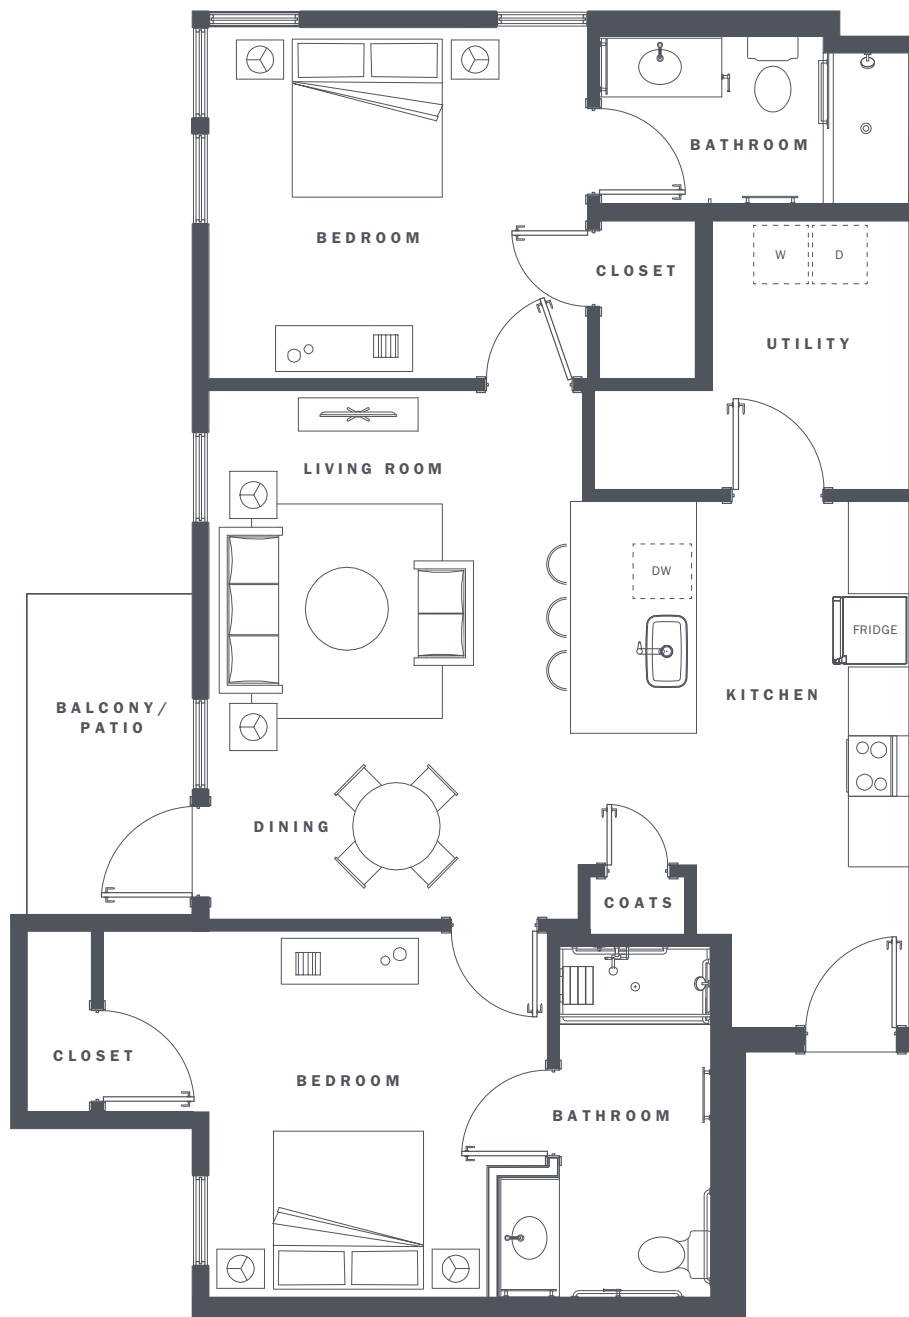 BATHROOM
BEDROOM
CLOSET
W
D
UTILITY
LIVING ROOM
DW
FRIDGE
KITCHEN
BALCONY/
PATIO
DINING
COATS
CLOSET
BEDROOM
BATHROOM